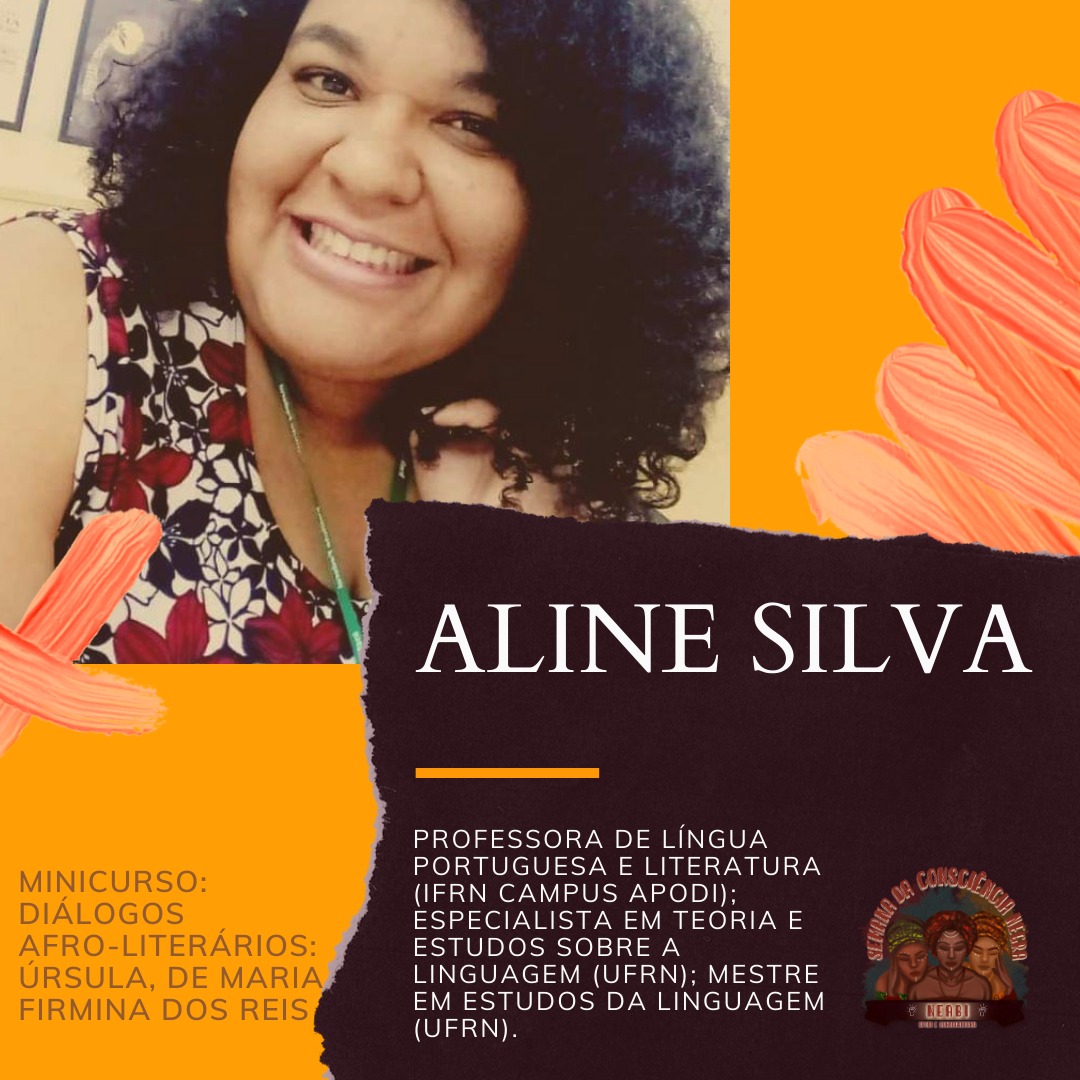 ALINE SILVA
PROFESSORA DE LÍNGUA
PORTUGUESA E LITERATURA
(IFRN CAMPUS APODI);
ESPECIALISTA EM TEORIA E
ESTUDOS SOBRE A
LINGUAGEM (UFRN); MESTRE
EM ESTUDOS DA LINGUAGEM
(UFRN).
MINICURSO:
DIÁLOGOS
AFRO-LITERÁRIOS:
ÚRSULA, DE MARIA
FIRMINA DOS REIS
SEMANA DA CONSCIÊNCIA NEGRA
NEABI